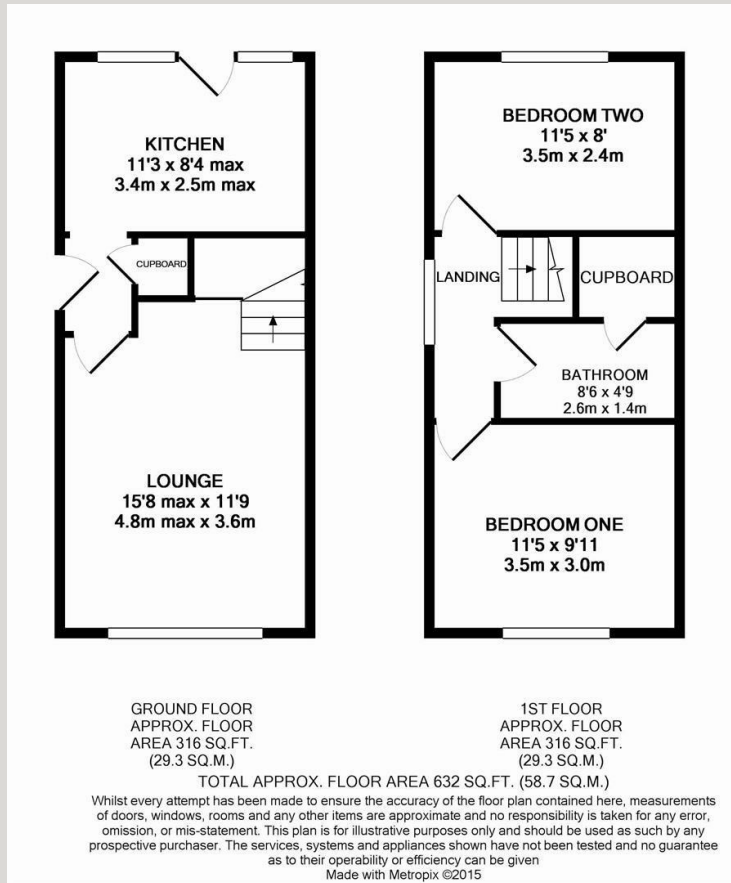 KITCHEN
11'3 x 8'4 max
3.4m x 2.5m max
CUPBOARD
LOUNGE
15'8 max x 11'9
4.8m max x 3.6m
BEDROOM TWO
11'5 x 8'
3.5m x 2.4m
LANDING
CUPBOARD
BATHROOM
8'6 x 4'9
2.6m x 1.4m
BEDROOM ONE
11'5 x 9'11
3.5m x 3.0m
GROUND FLOOR
APPROX. FLOOR
AREA 316 SQ.FT.
(29.3 SQ.M.)
1ST FLOOR
APPROX. FLOOR
AREA 316 SQ.FT.
(29.3 SQ.M.)
TOTAL APPROX. FLOOR AREA 632 SQ.FT. (58.7 SQ.M.)
Whilst every attempt has been made to ensure the accuracy of the floor plan contained here, measurements
of doors, windows, rooms and any other items are approximate and no responsibility is taken for any error,
omission, or mis-statement. This plan is for illustrative purposes only and should be used as such by any
prospective purchaser. The services, systems and appliances shown have not been tested and no guarantee
as to their operability or efficiency can be given
Made with Metropix ©2015